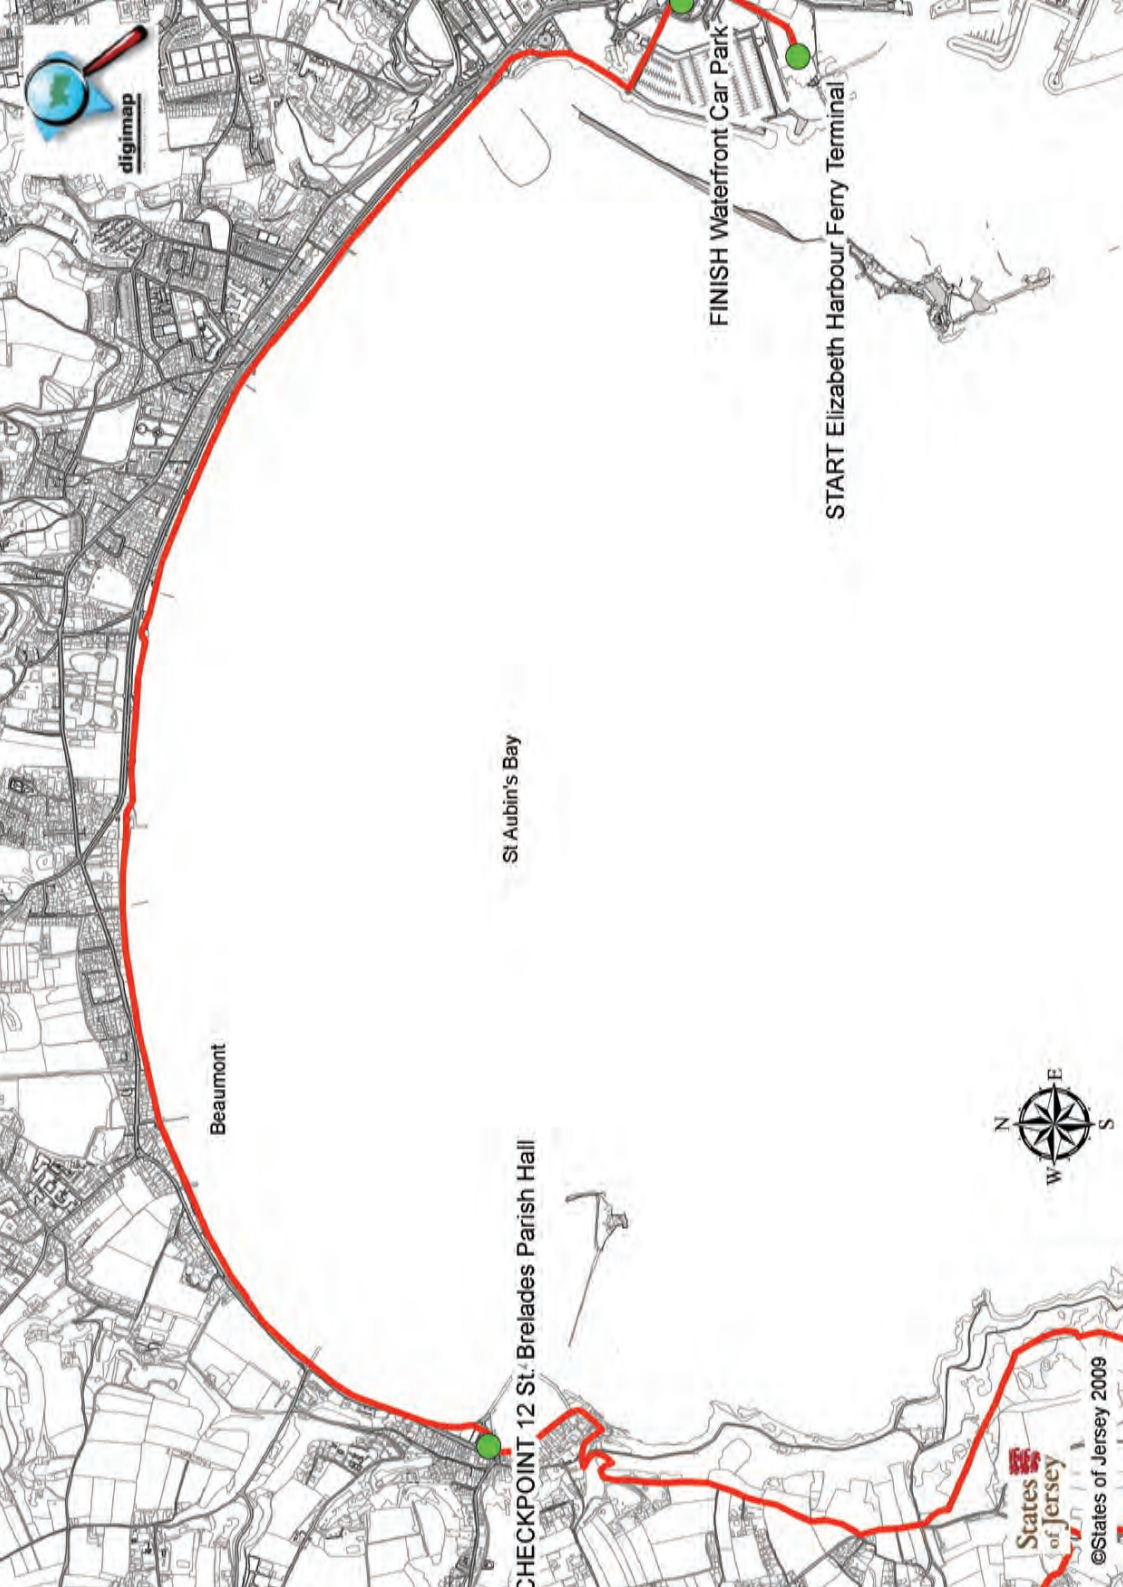 digimap
FINISH Waterfront Car Park
START Elizabeth Harbour Ferry Terminal
St Aubin's Bay
Beaumont
CHECKPOINT 12 St. Brelades Parish Hall
N
W
E
S
States
of Jersey
©States of Jersey 2009